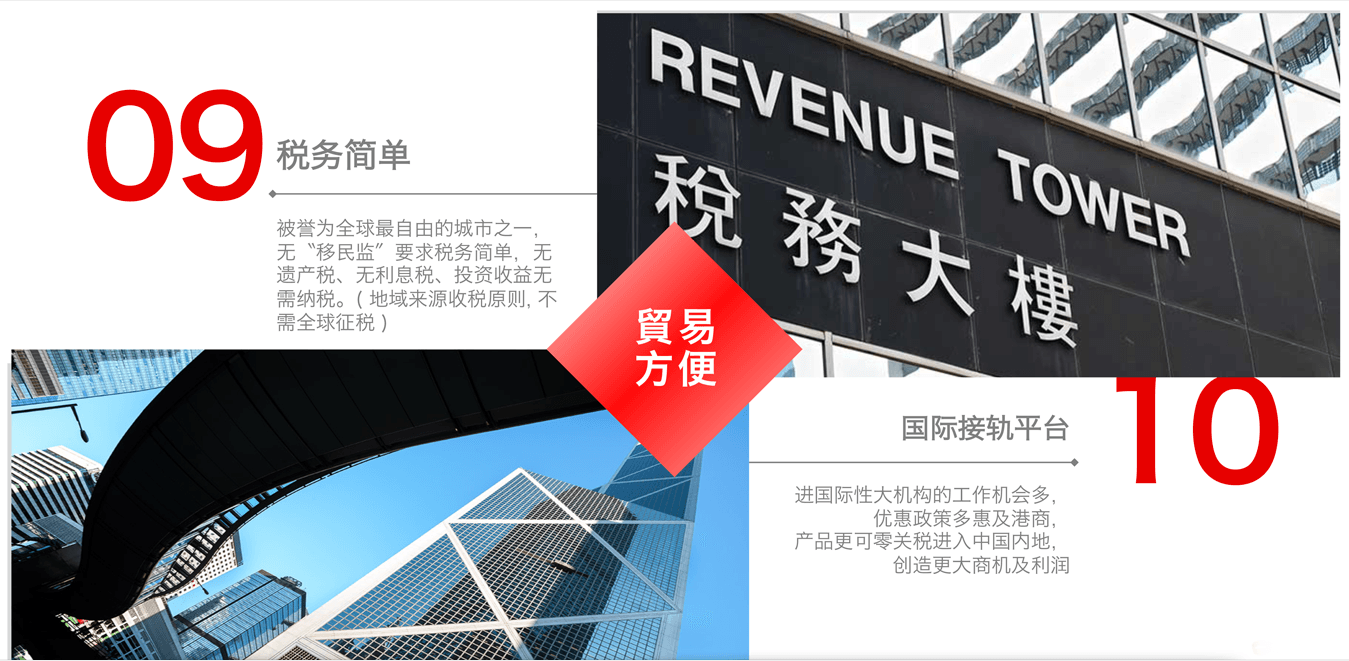 09
税务简单
被誉为全球最自由的城市之一，
无〝移民监〞要求税务简单，无
遗产税、无利息税、投资收益无
需纳税。( 地域来源收税原则, 不
需全球征税 )
REVENUE TOWER
稅務大樓
貿易
方便
10
国际接轨平台
进国际性大机构的工作机会多，
优惠政策多惠及港商，
产品更可零关税进入中国内地，
创造更大商机及利润